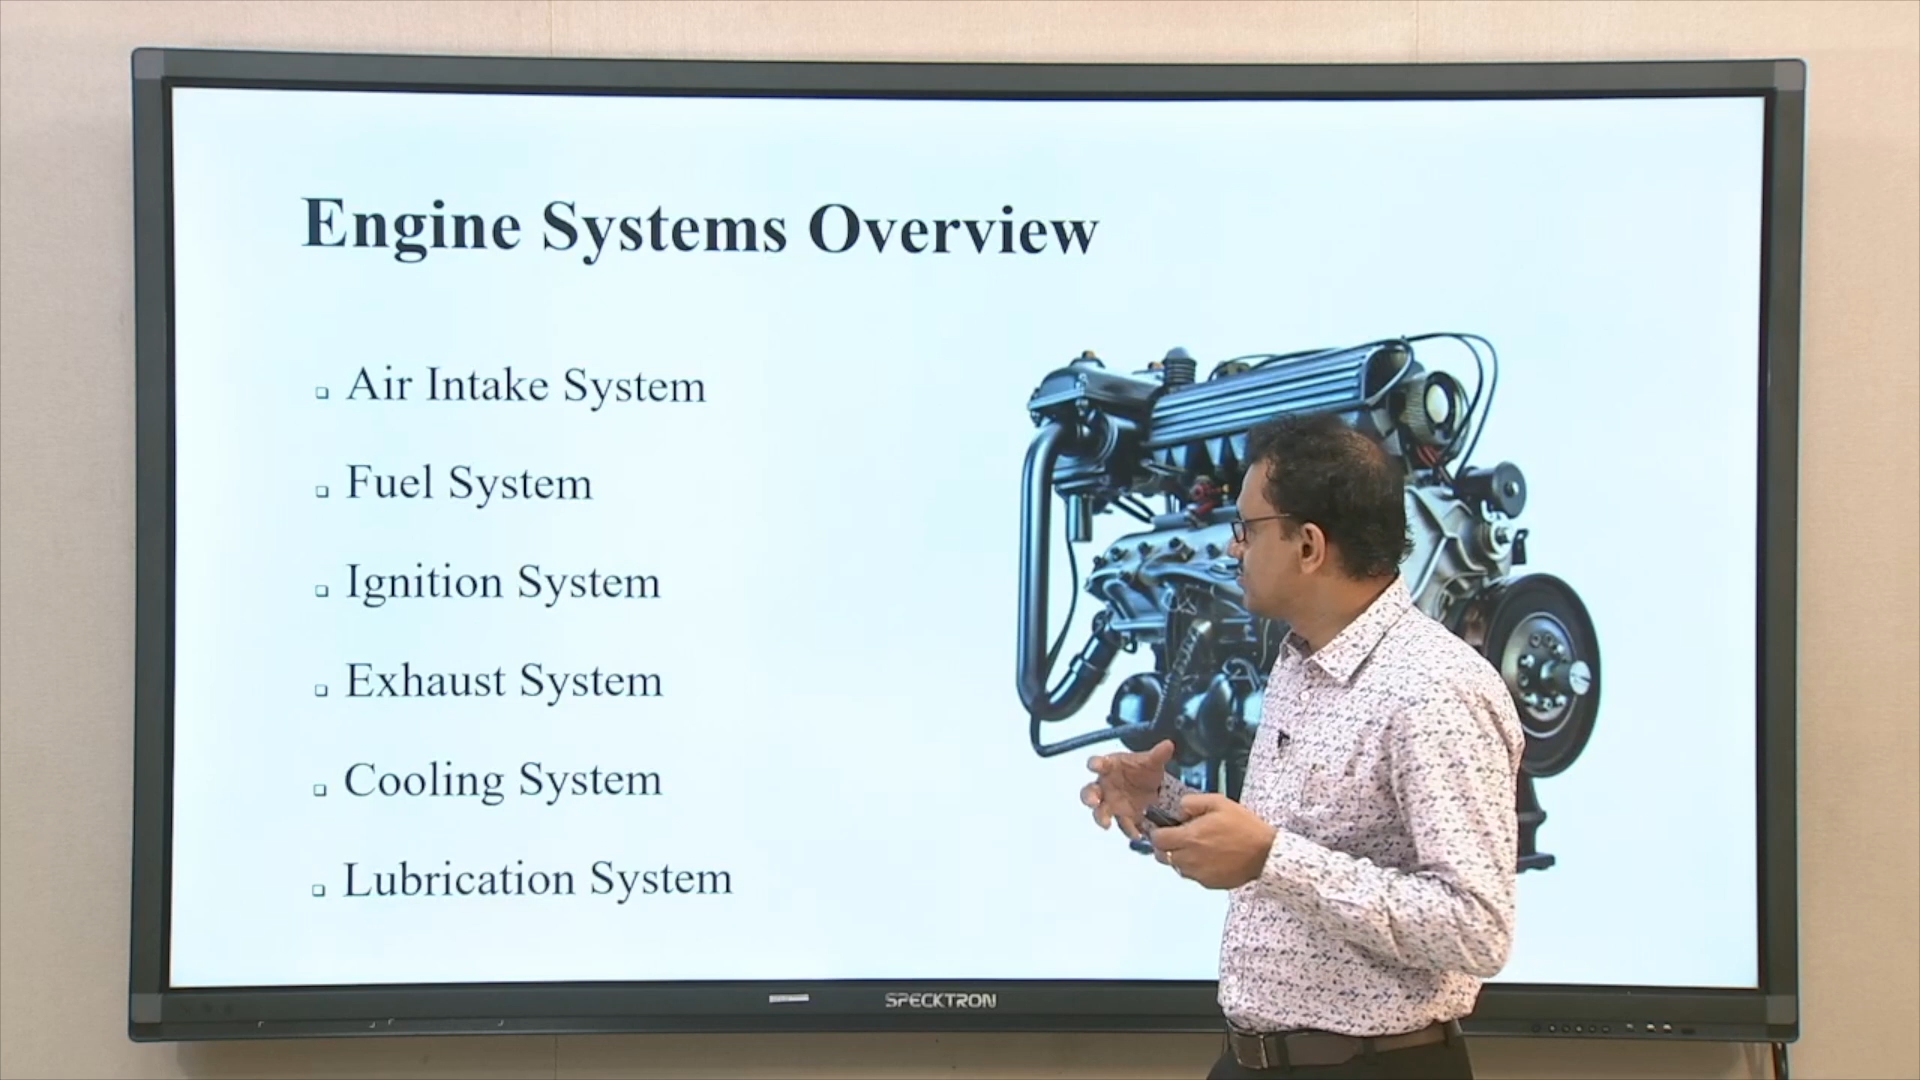 Engine Systems Overview
Air Intake System
Fuel System
Ignition System
Exhaust System
Cooling System
Lubrication System
SPECKTRON